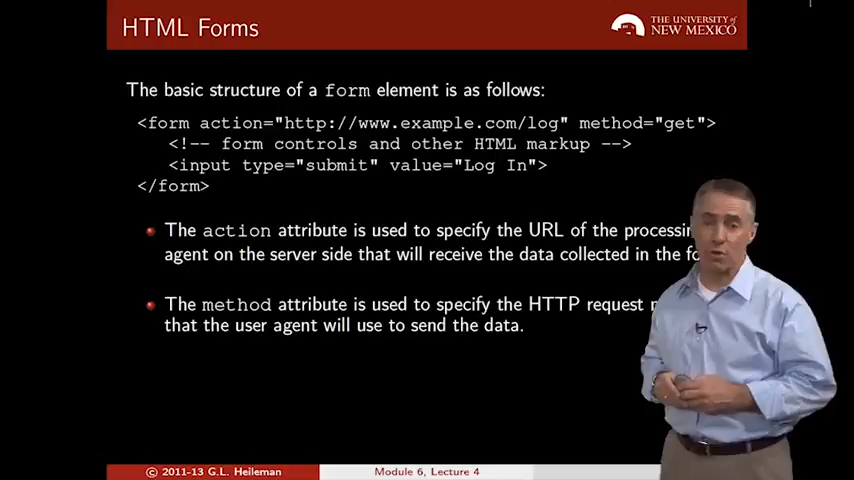 HTML Forms
THE UNIVERSITY of
NEW MEXICO
The basic structure of a form element is as follows:
<form action="http://www.example.com/log" method="get">
<!-- form controls and other HTML markup -->
<input type="submit" value="Log In">
</form>
The action attribute is used to specify the URL of the
agent on the server side that will receive the data collected in the
The method attribute is used to specify the HTTP request
that the user agent will use to send the data.
© 2011-13 G.L. Heileman
Module 6, Lecture 4